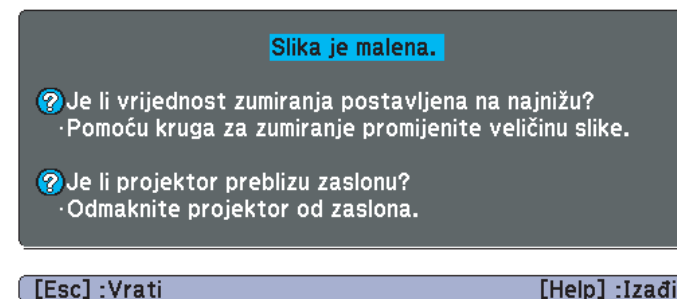 Slika je malena.
Je li vrijednost zumiranja postavljena na najnižu?
·Pomoću kruga za zumiranje promijenite veličinu slike.
Je li projektor preblizu zaslonu?
·Odmaknite projektor od zaslona.
[Esc] :Vrati [Help] :Izađi